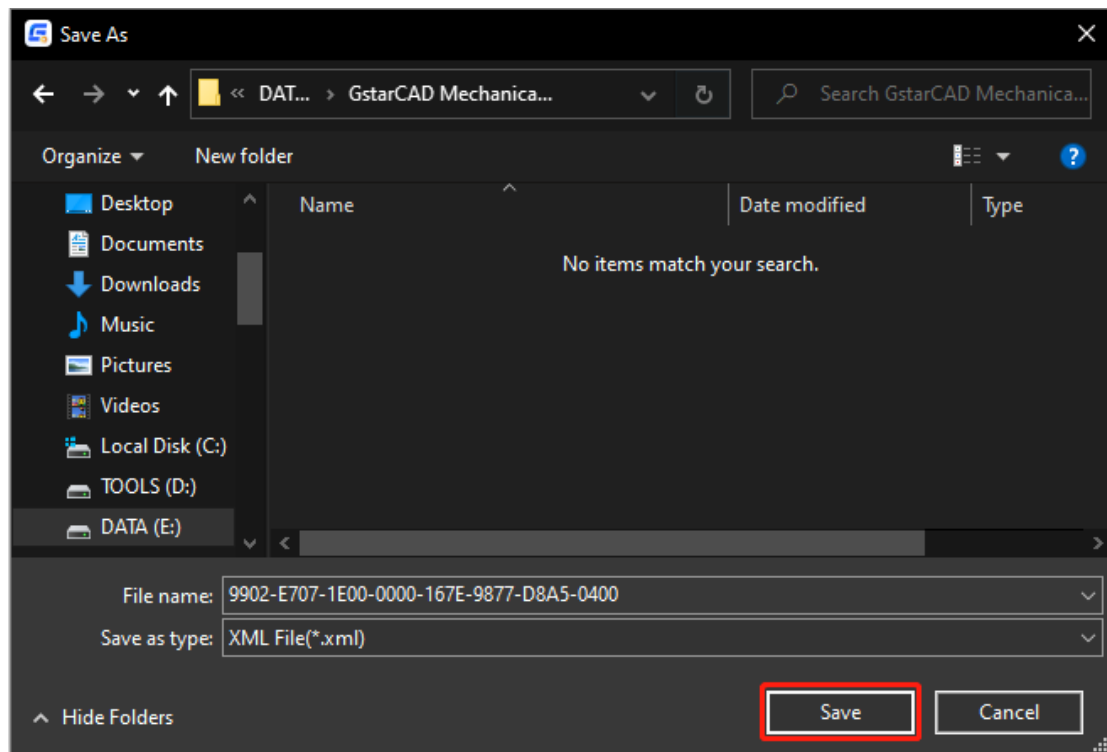 Save As
« DAT... › GstarCAD Mechanica...
Search GstarCAD Mechanica...
Organize
New folder
?
Desktop
Documents
Downloads
Music
Pictures
Videos
Local Disk (C:)
TOOLS (D:)
DATA (E:)
Name
Date modified
Type
No items match your search.
File name: 9902-E707-1E00-0000-167E-9877-D8A5-0400
Save as type: XML File(*.xml)
Hide Folders
Save
Cancel